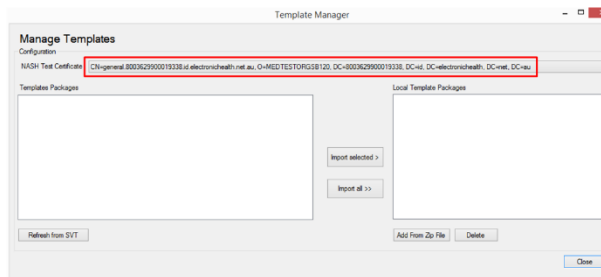 Template Manager
Manage Templates
Configuration
NASH Test Certificate CN=general.8003629900019338.id.electronichealth.net.au, O=MEDTESTORGSB120, DC=8003629900019338, DC=id, DC=electronichealth, DC=net, DC=au
Templates Packages Local Template Packages
Import selected >
Import all >>
Refresh from SVT Add From Zip File Delete
Close